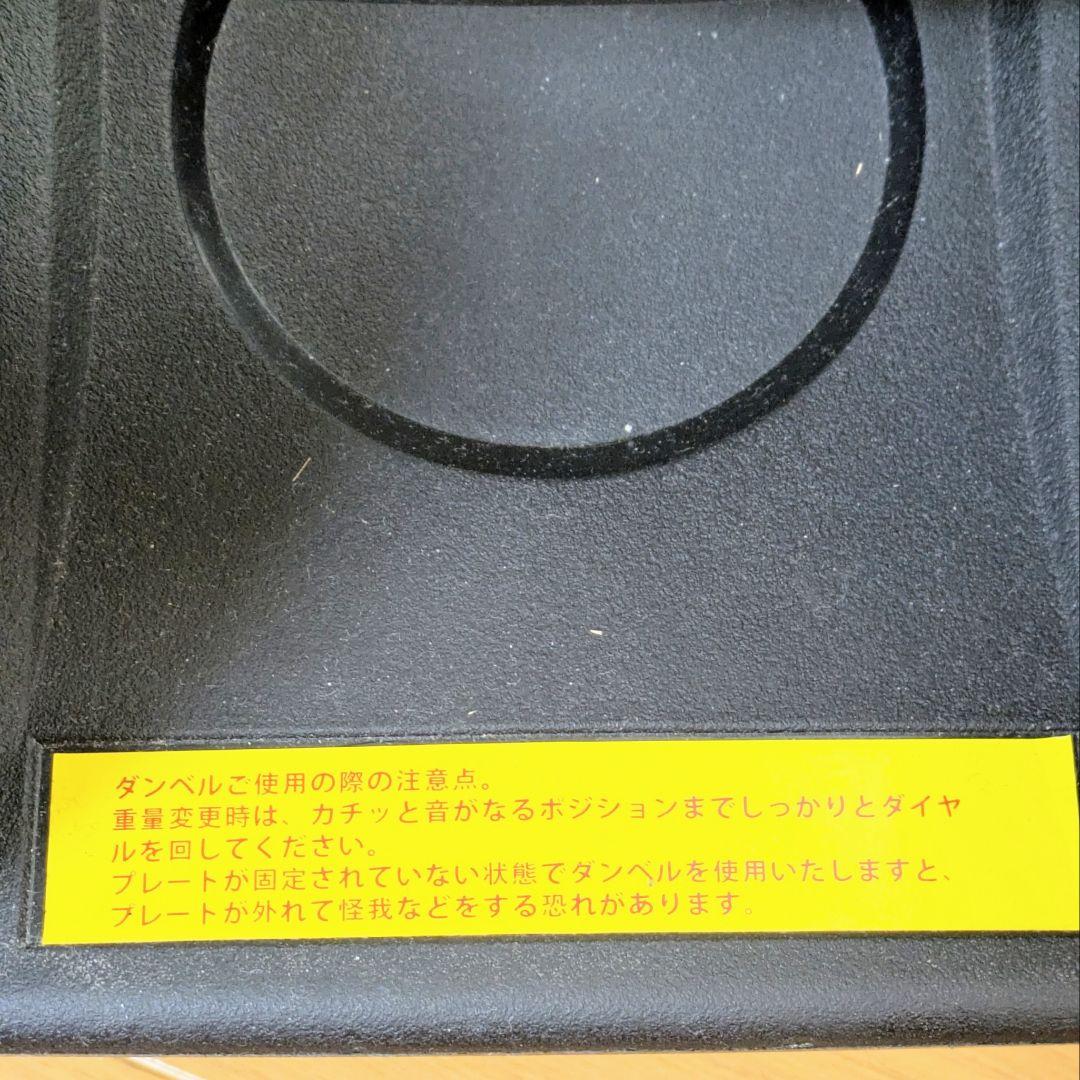 ダンベルご使用の際の注意点。
重量変更時は、カチッと音がなるポジションまでしっかりとダイヤ
ルを回してください。
プレートが固定されていない状態でダンベルを使用いたしますと、
プレートが外れて怪我などをする恐れがあります。